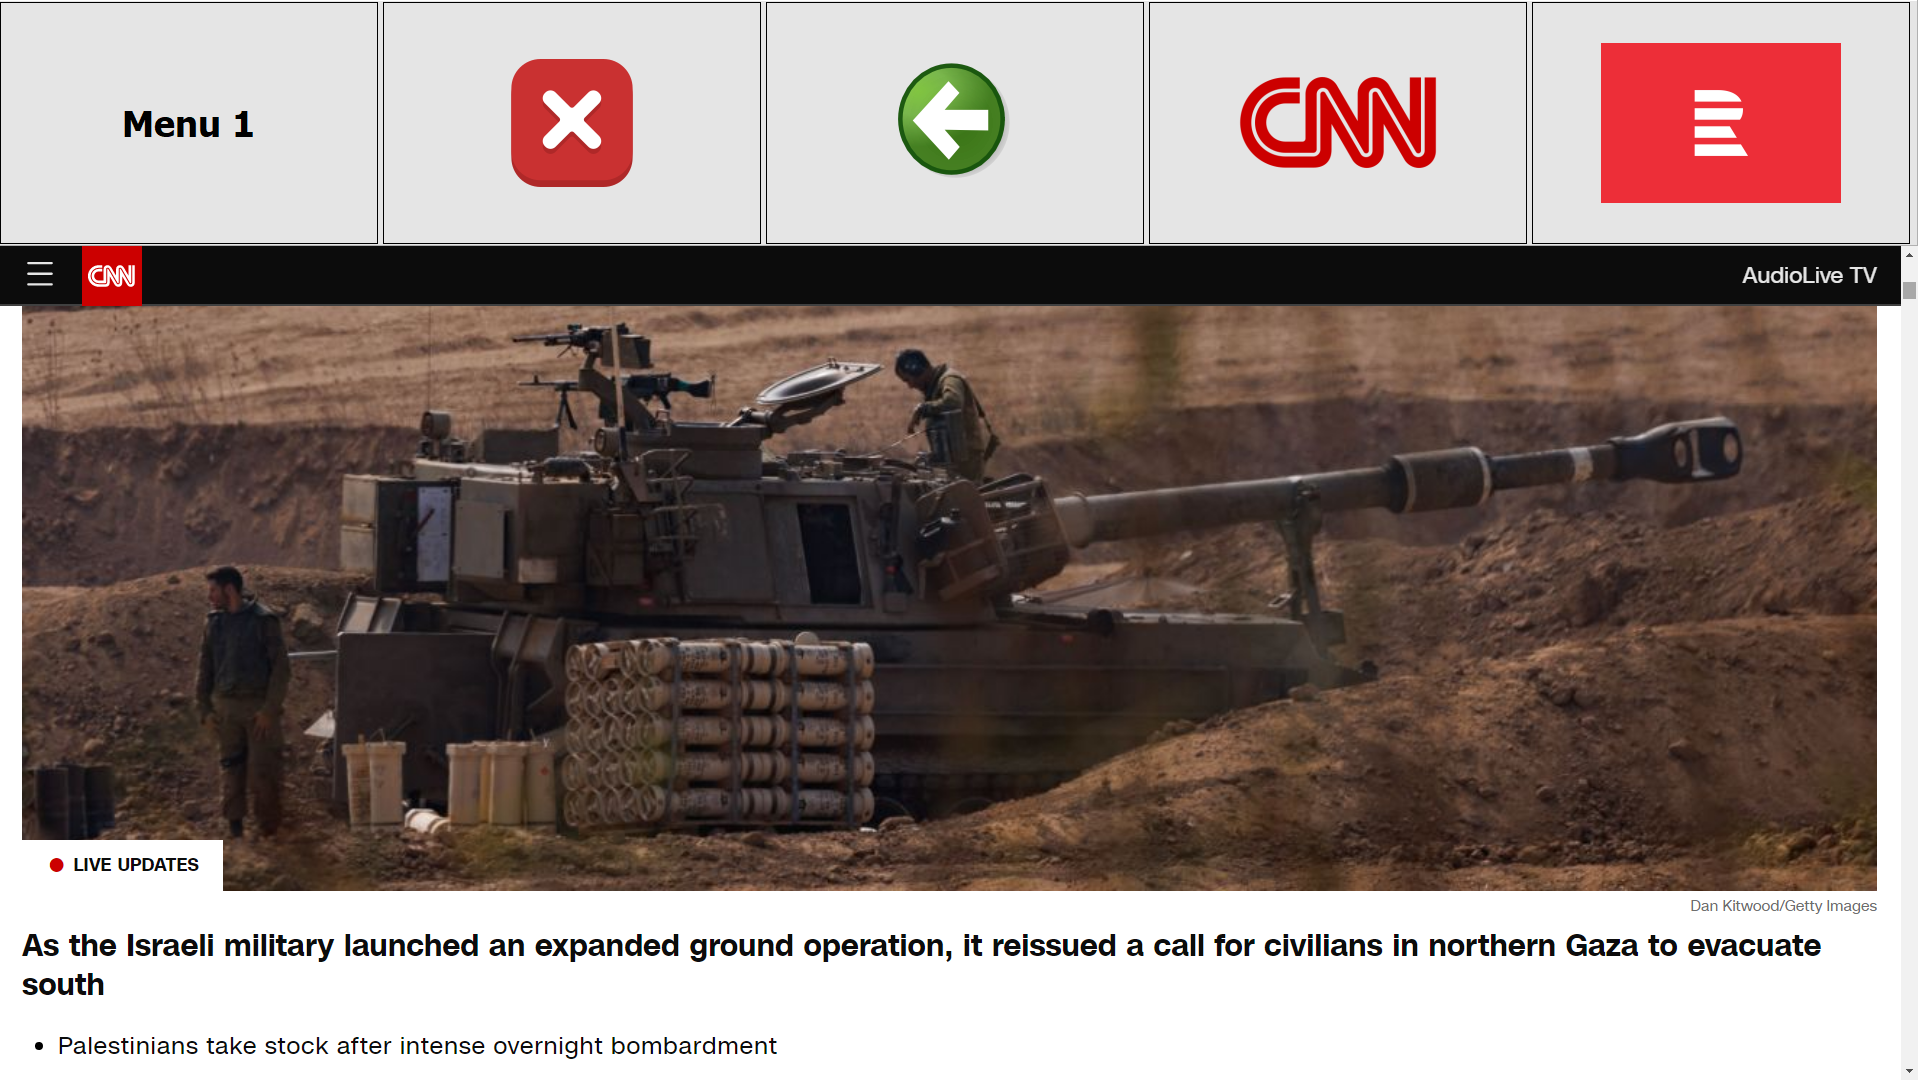 Menu 1
CNN
CNN
AudioLive TV
LIVE UPDATES
Dan Kitwood/Getty Images
As the Israeli military launched an expanded ground operation, it reissued a call for civilians in northern Gaza to evacuate
south
• Palestinians take stock after intense overnight bombardment